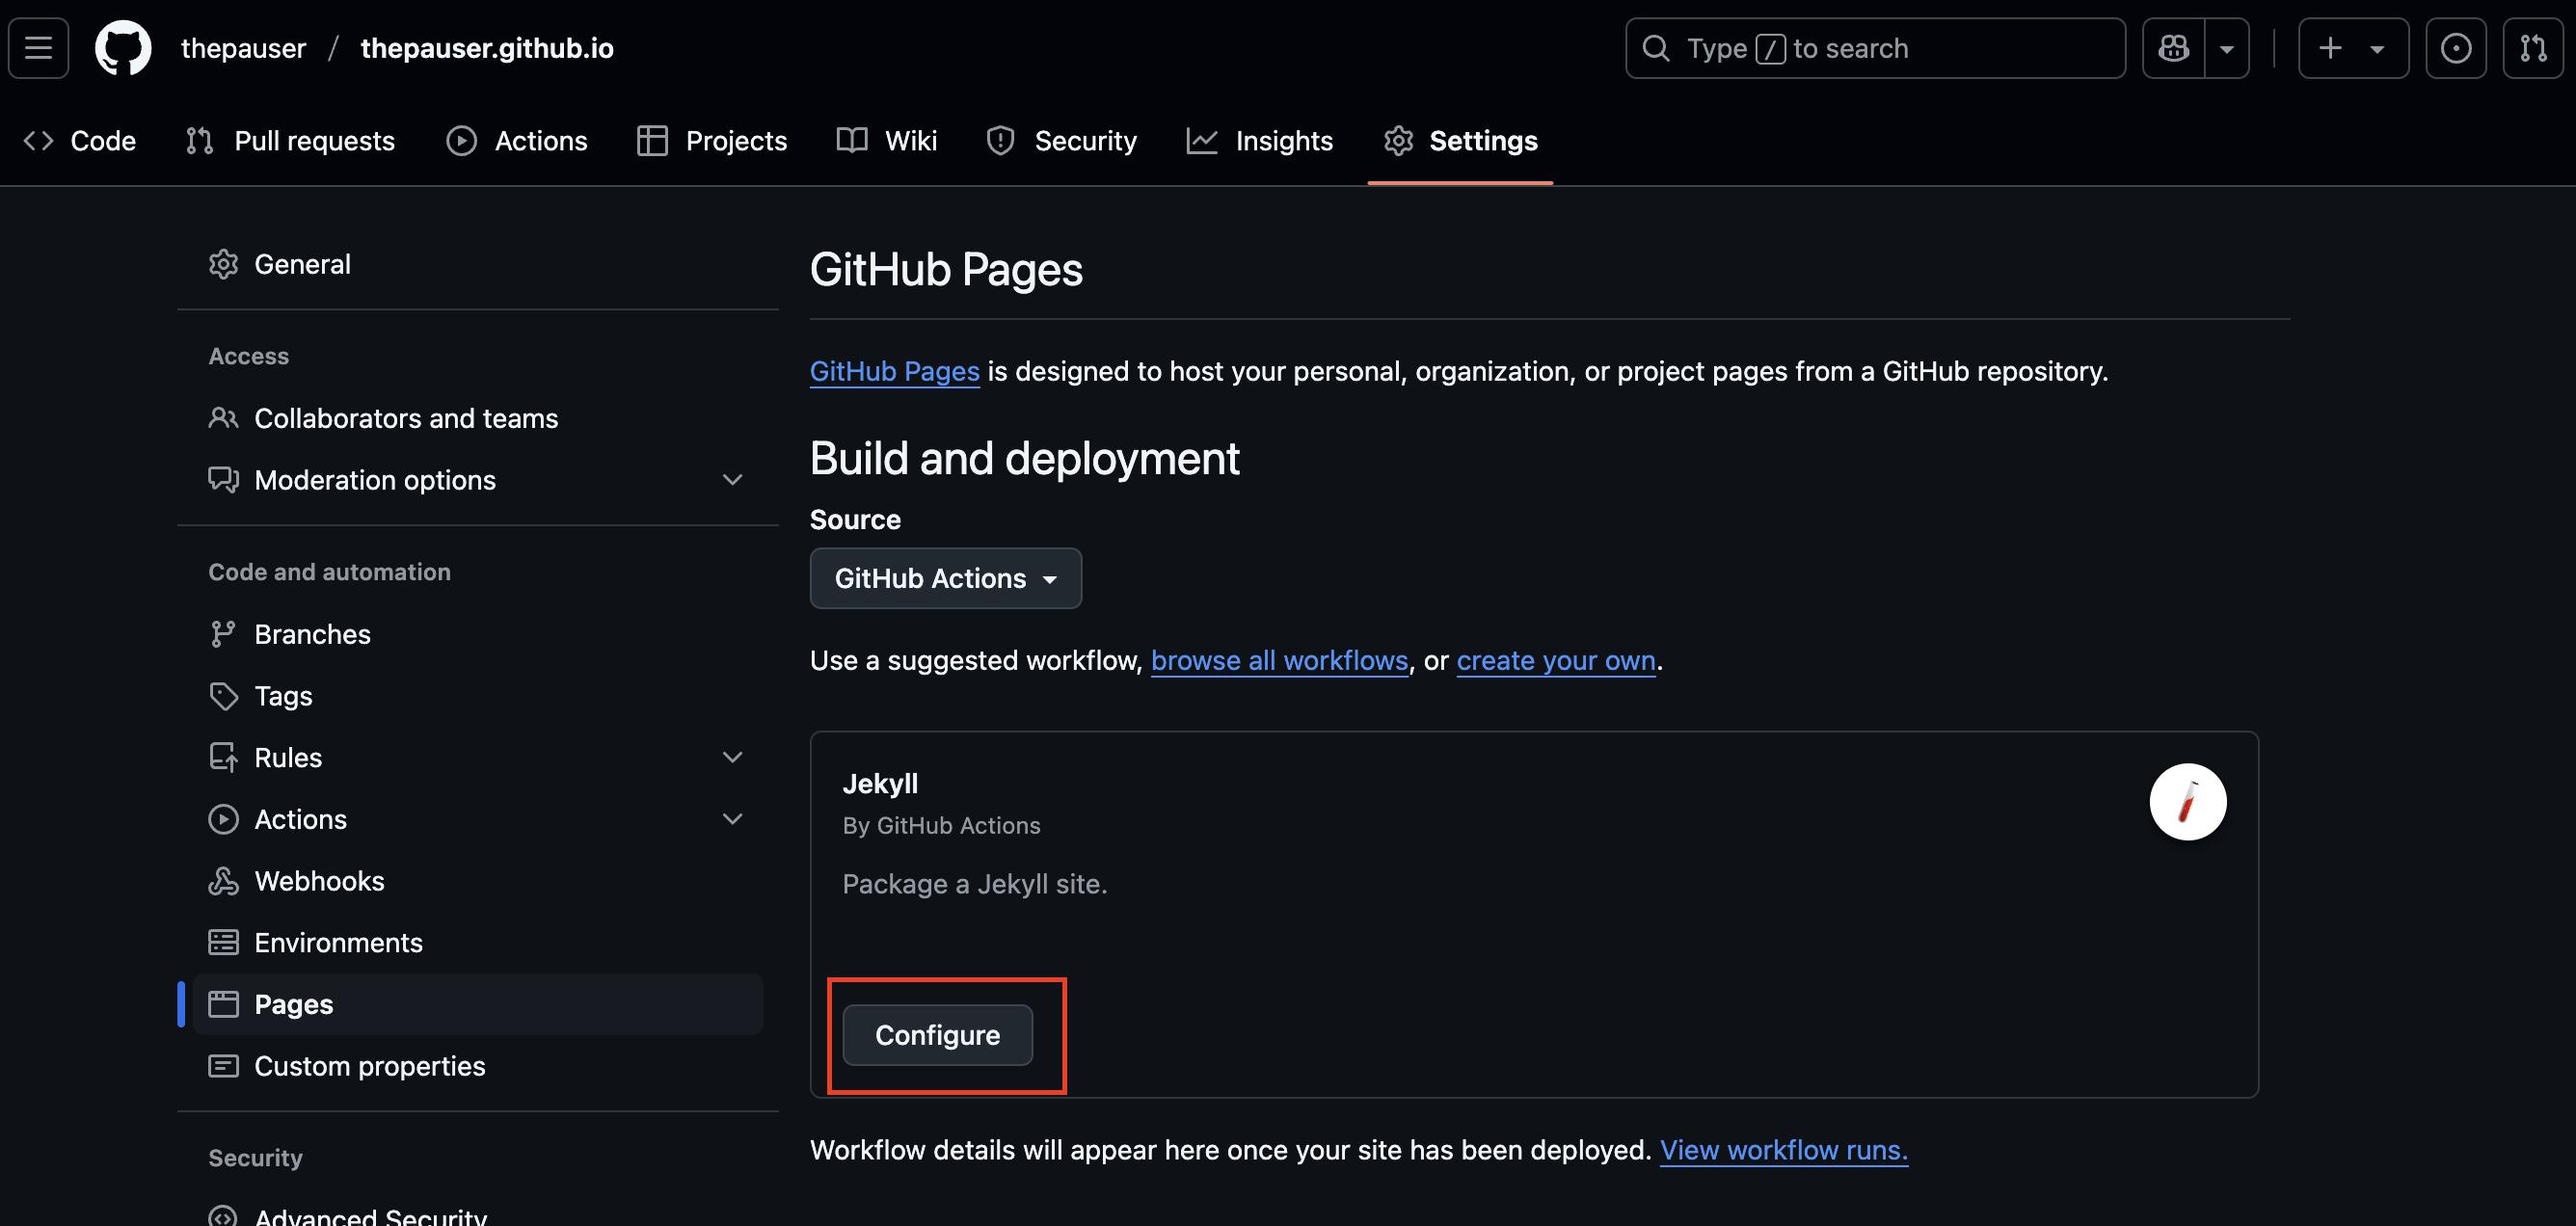 thepauser / thepauser.github.io
Type / to search
Code
Pull requests
Actions
Projects
Wiki
Security
Insights
Settings
General
Access
Collaborators and teams
Moderation options
Code and automation
Branches
Tags
Rules
Actions
Webhooks
Environments
Pages
Custom properties
Security
Advanced Security
GitHub Pages
GitHub Pages is designed to host your personal, organization, or project pages from a GitHub repository.
Build and deployment
Source
GitHub Actions
Use a suggested workflow, browse all workflows, or create your own.
Jekyll
By GitHub Actions
Package a Jekyll site.
Configure
Workflow details will appear here once your site has been deployed. View workflow runs.